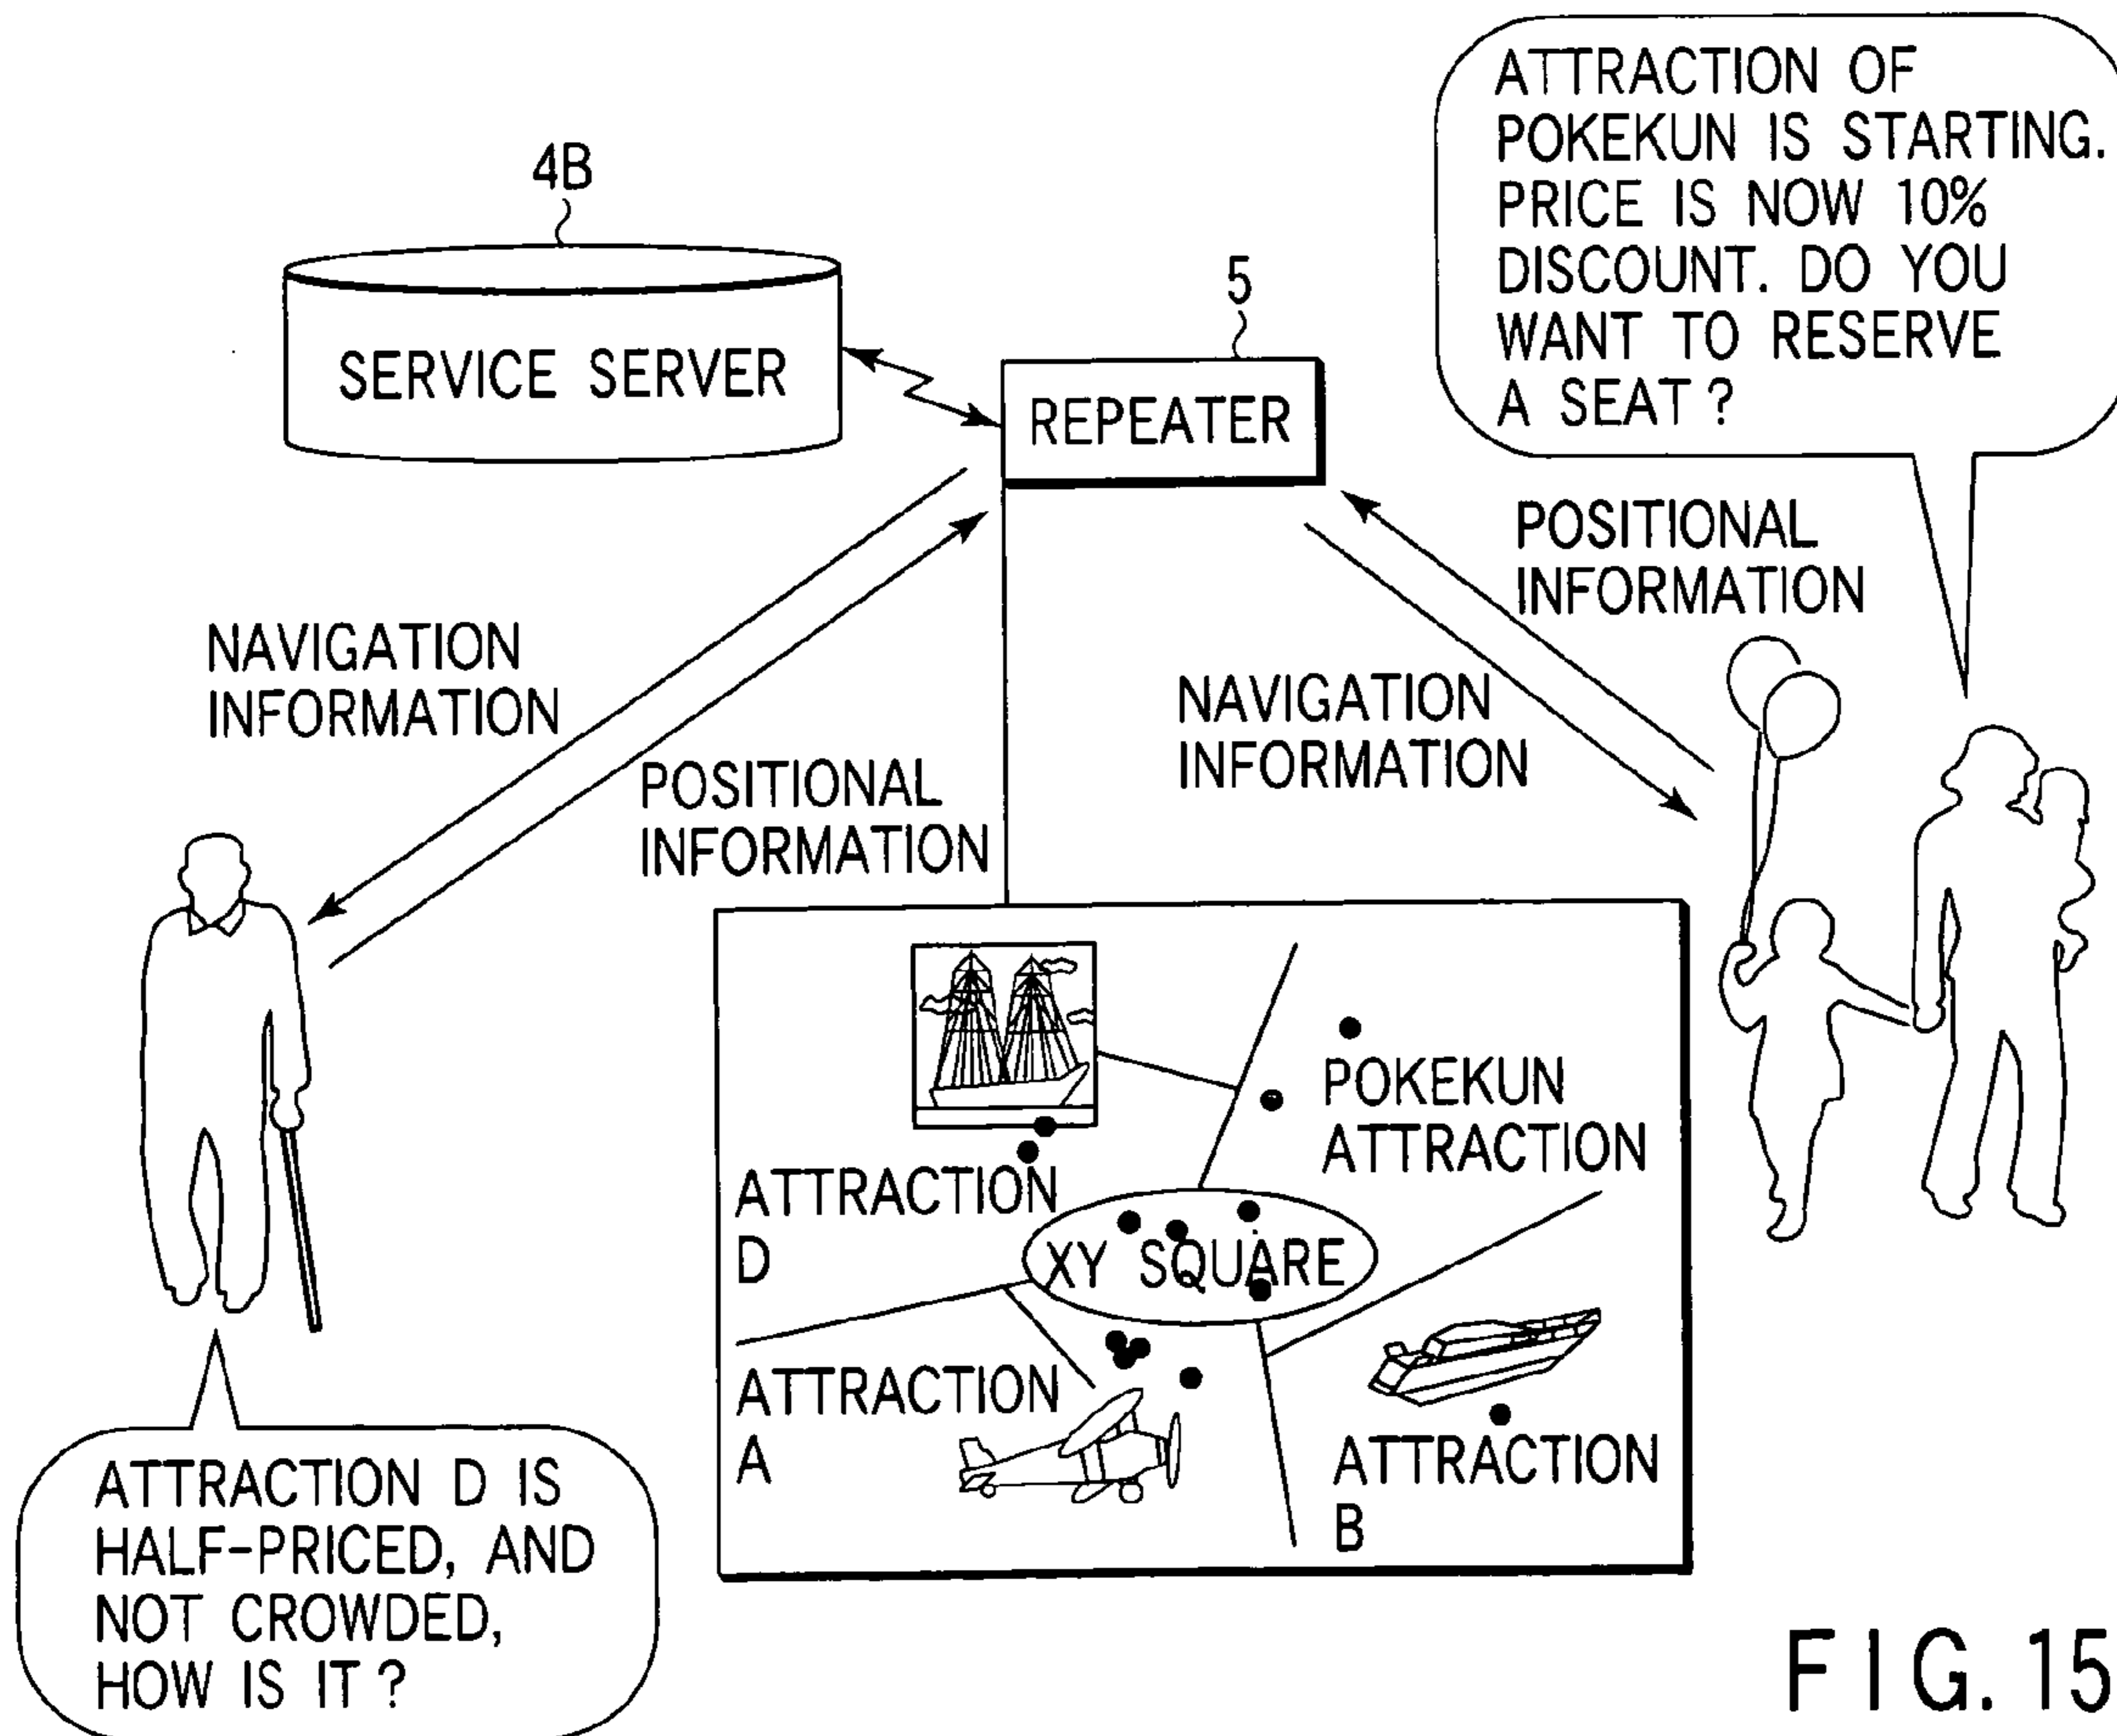 4B
SERVICE SERVER
5
REPEATER
ATTRACTION OF
POKEKUN IS STARTING.
PRICE IS NOW 10%
DISCOUNT. DO YOU
WANT TO RESERVE
A SEAT?
NAVIGATION
INFORMATION
POSITIONAL
INFORMATION
NAVIGATION
INFORMATION
POSITIONAL
INFORMATION
POKEKUN
ATTRACTION
ATTRACTION
D
XY SQUARE
ATTRACTION
A
ATTRACTION
B
ATTRACTION D IS
HALF-PRICED, AND
NOT CROWDED,
HOW IS IT?
FIG. 15